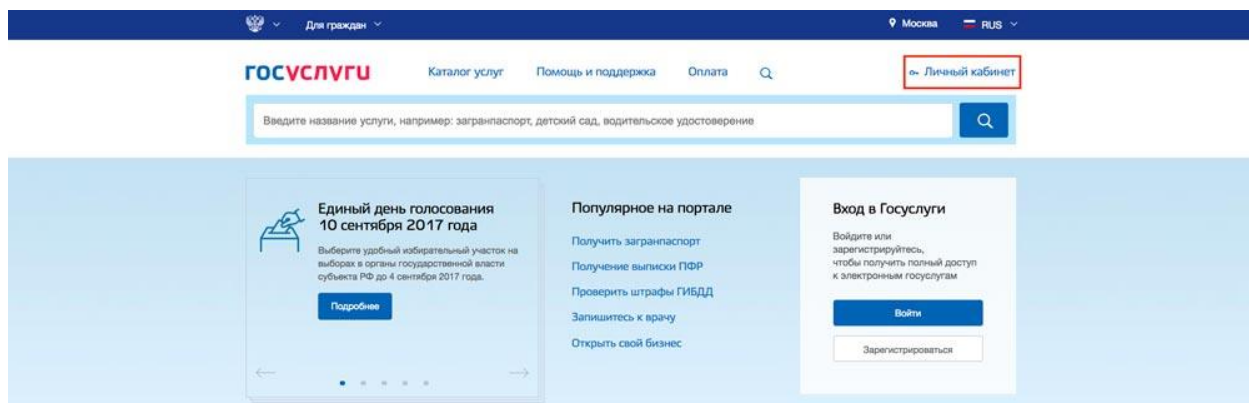 Для граждан
Москва
RUS
госуслуги
Каталог услуг
Помощь и поддержка
Оплата
Личный кабинет
Введите название услуги, например: загранпаспорт, детский сад, водительское удостоверение
Единый день голосования
10 сентября 2017 года
Выберите удобный избирательный участок на
выборах в органы государственной власти
субъекта РФ до 4 сентября 2017 года.
Подробнее
Популярное на портале
Получить загранпаспорт
Получение выписки ПФР
Проверить штрафы ГИБДД
Запишитесь к врачу
Открыть свой бизнес
Вход в Госуслуги
Войдите или
зарегистрируйтесь,
чтобы получить полный доступ
к электронным госуслугам
Войти
Зарегистрироваться